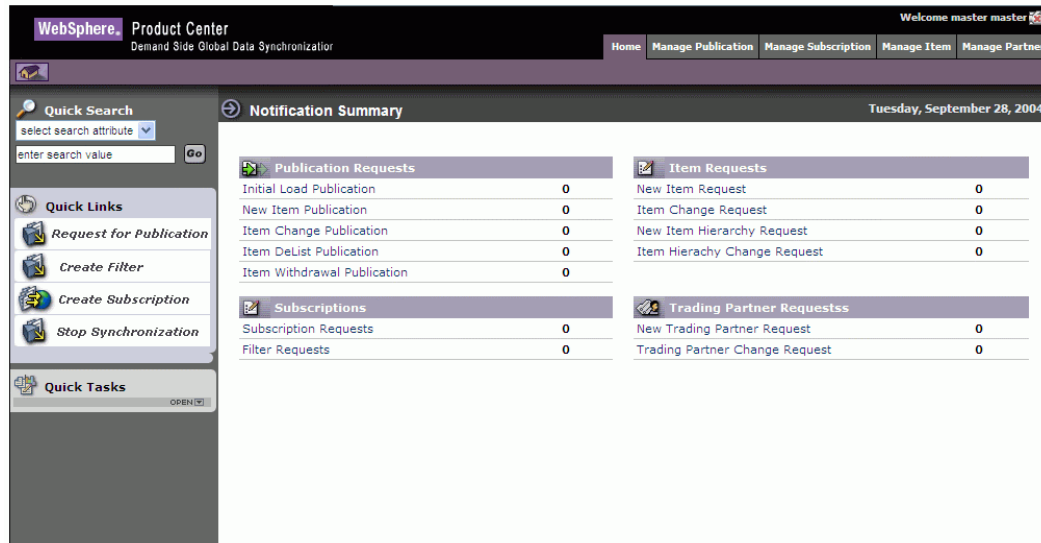 WebSphere. Product Center
Demand Side Global Data Synchronization
Welcome master master
Home Manage Publication Manage Subscription Manage Item Manage Partne
Quick Search
select search attribute
enter search value Go
Quick Links
Request for Publication
Create Filter
Create Subscription
Stop Synchronization
Quick Tasks
OPEN
Notification Summary Tuesday, September 28, 2004
Publication Requests
Initial Load Publication 0
New Item Publication 0
Item Change Publication 0
Item DeList Publication 0
Item Withdrawal Publication 0
Item Requests
New Item Request 0
Item Change Request 0
New Item Hierarchy Request 0
Item Hierachy Change Request 0
Subscriptions
Subscription Requests 0
Filter Requests 0
Trading Partner Requestss
New Trading Partner Request 0
Trading Partner Change Request 0